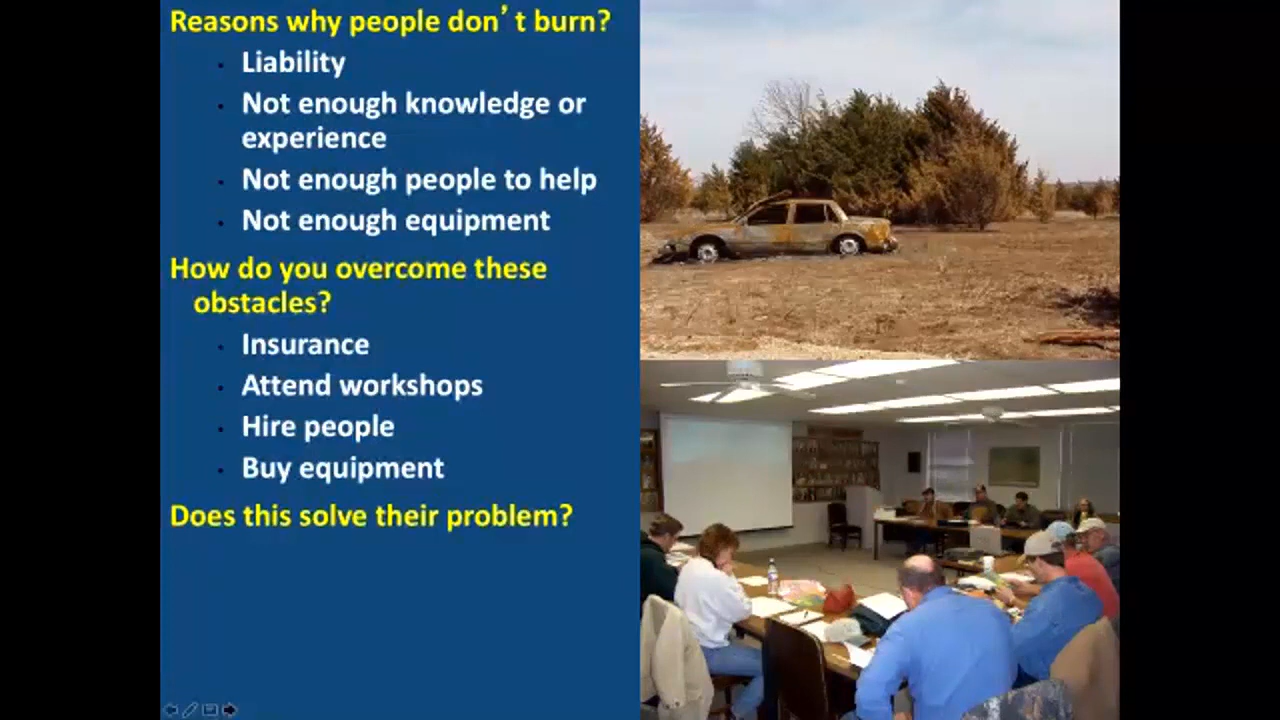 Reasons why people don’t burn?
Liability
Not enough knowledge or
experience
Not enough people to help
Not enough equipment
How do you overcome these
obstacles?
Insurance
Attend workshops
Hire people
Buy equipment
Does this solve their problem?